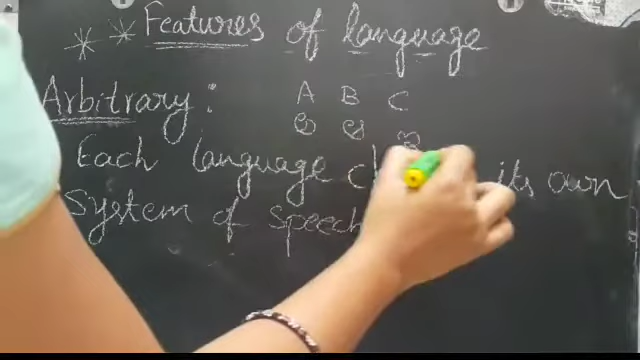 Features of language
Arbitrary :
A B C
Each language its own
System of speech